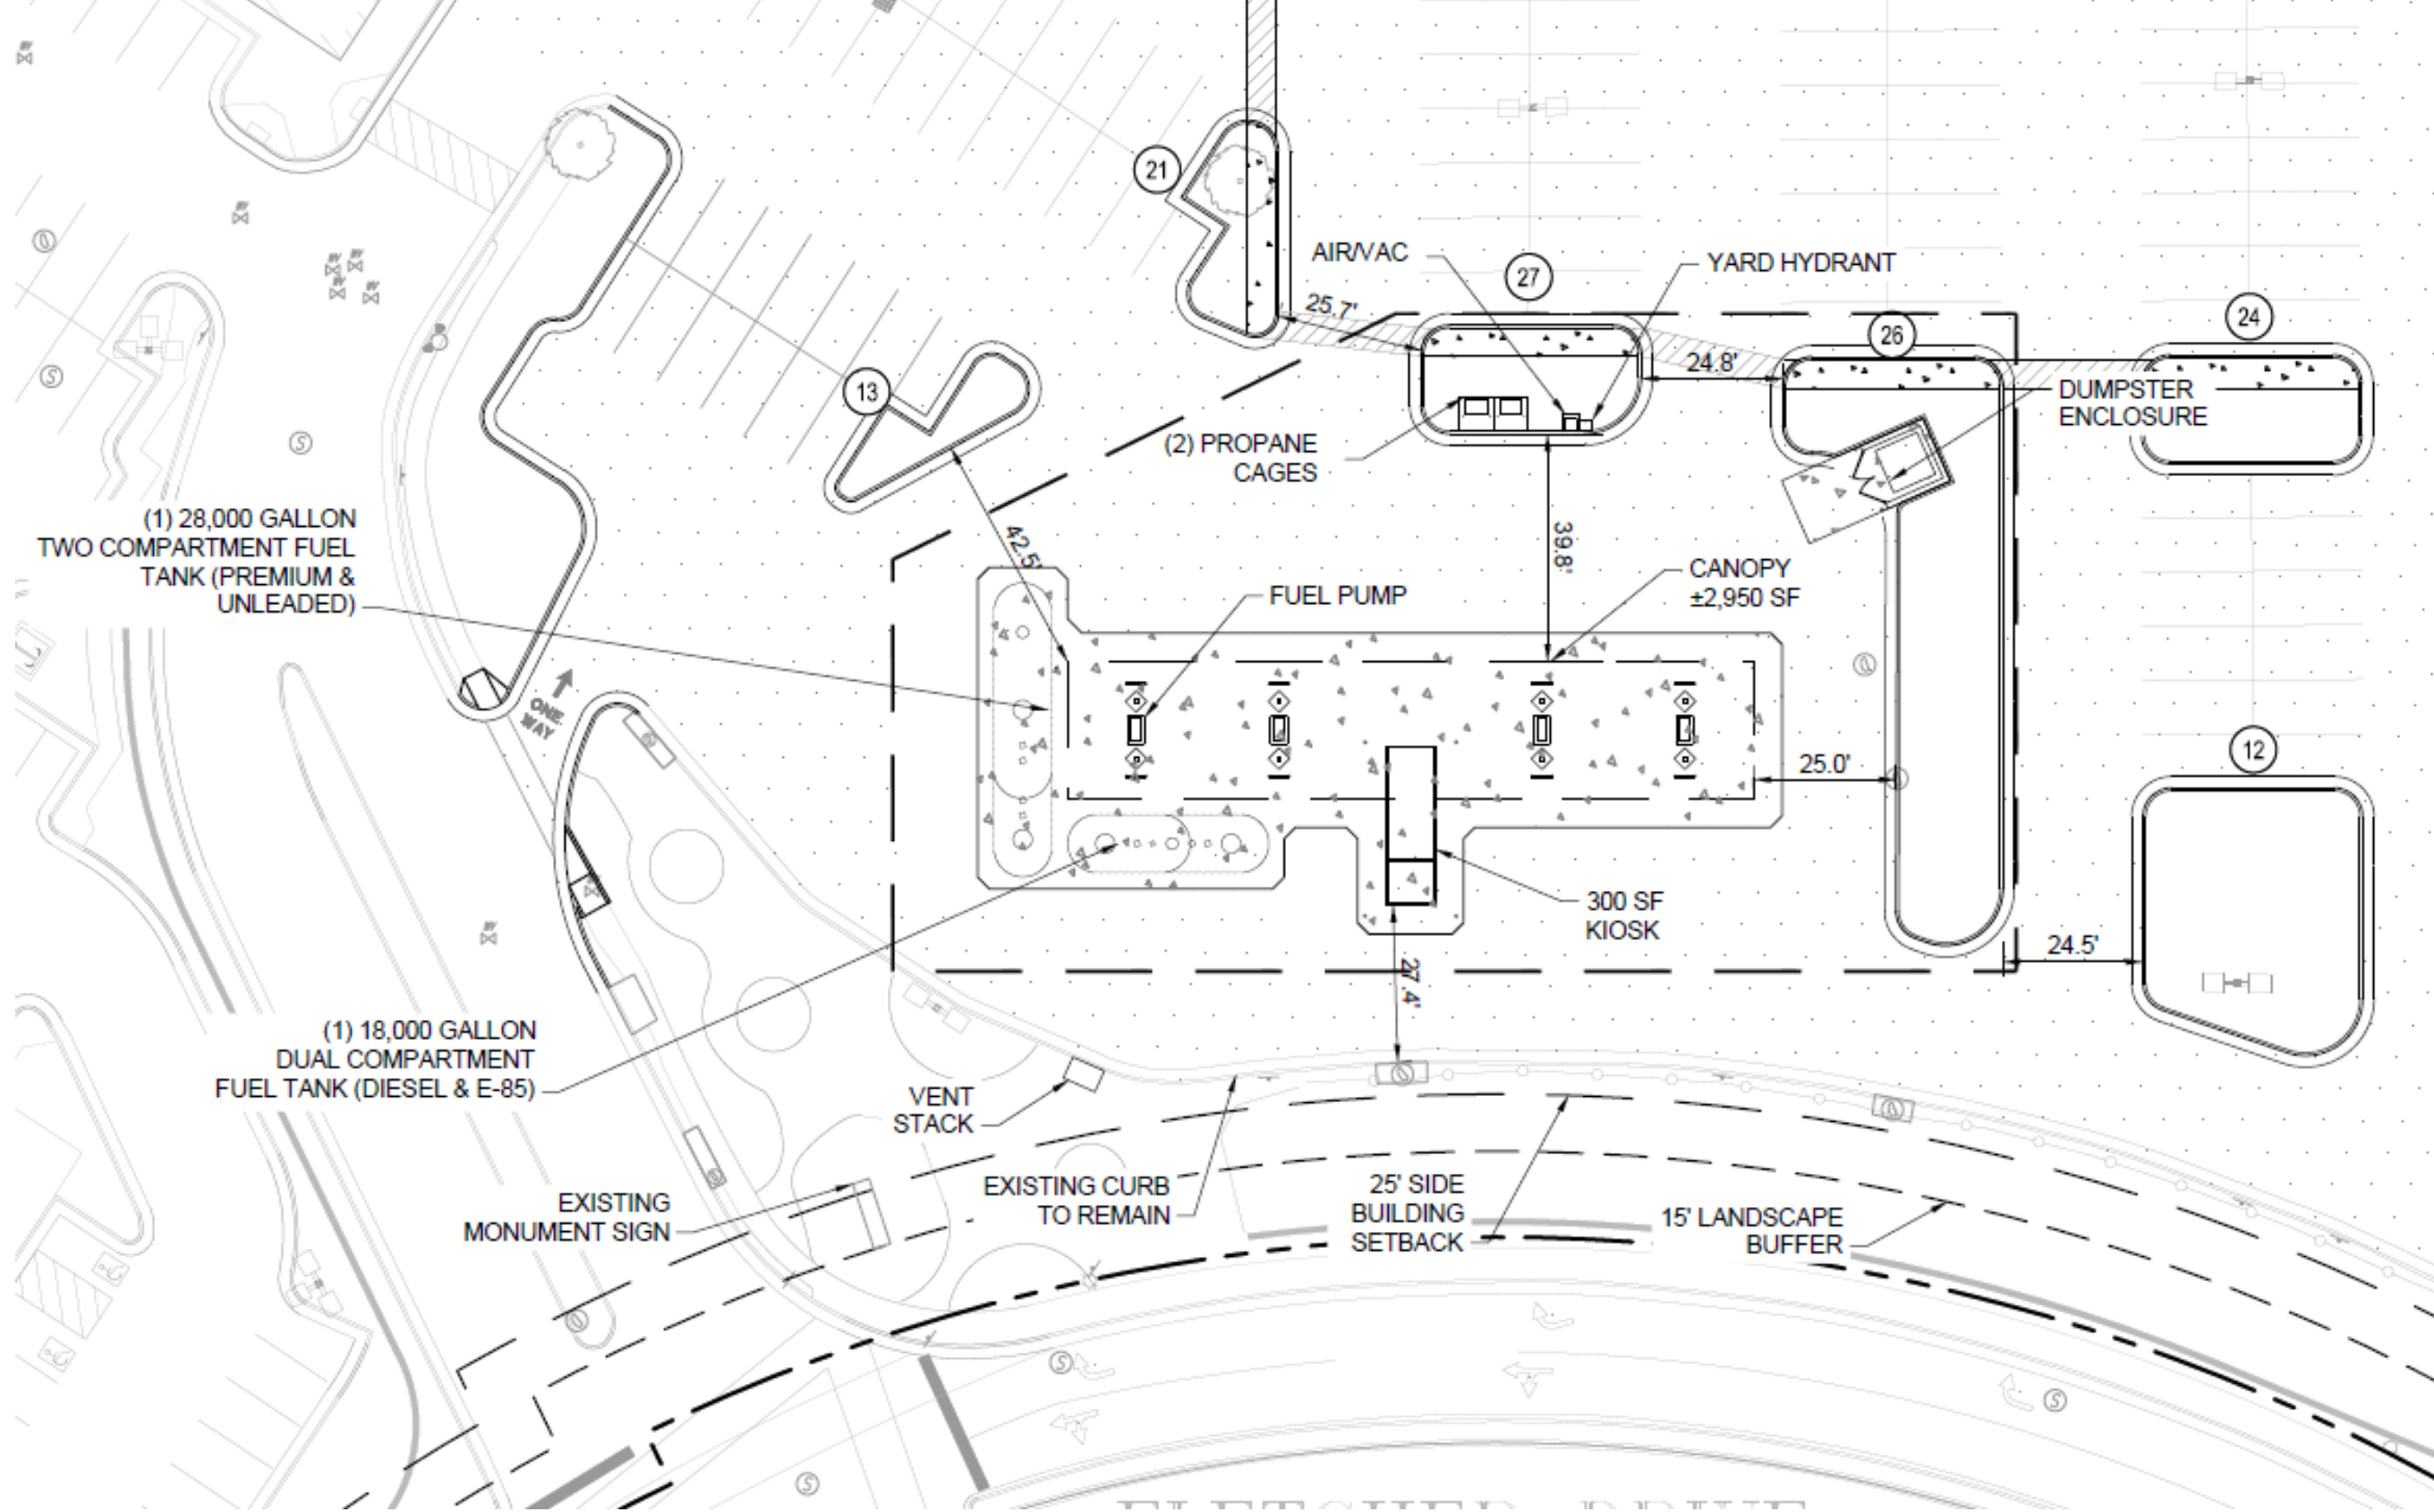 21
AIR/VAC
27
YARD HYDRANT
25.7'
26
24
24.8'
13
DUMPSTER
ENCLOSURE
(2) PROPANE
CAGES
(1) 28,000 GALLON
TWO COMPARTMENT FUEL
TANK (PREMIUM &
UNLEADED)
42.5'
39.8'
CANOPY
±2,950 SF
FUEL PUMP
ONE
WAY
25.0'
12
300 SF
KIOSK
24.5'
27.4'
(1) 18,000 GALLON
DUAL COMPARTMENT
FUEL TANK (DIESEL & E-85)
VENT
STACK
EXISTING
MONUMENT SIGN
EXISTING CURB
TO REMAIN
25' SIDE
BUILDING
SETBACK
15' LANDSCAPE
BUFFER
S
S
S
S
S
FLETCHER DRIVE